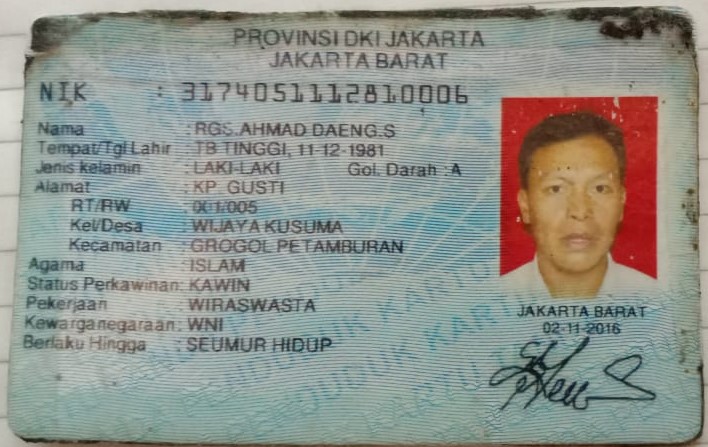 PROVINSI DKI JAKARTA
JAKARTA BARAT
NIK : 3174051112810006
Nama : RGS.AHMAD DAENG.S
Tempat/Tgl Lahir : TB TINGGI, 11-12-1981
Jenis kelamin : LAKI-LAKI Gol. Darah : A
Alamat : KP. GUSTI
RT/RW : 001/005
Kel/Desa : WIJAYA KUSUMA
Kecamatan : GROGOL PETAMBURAN
Agama : ISLAM
Status Perkawinan: KAWIN
Pekerjaan : WIRASWASTA
Kewarganegaraan: WNI
Berlaku Hingga : SEUMUR HIDUP
JAKARTA BARAT
02-11-2016